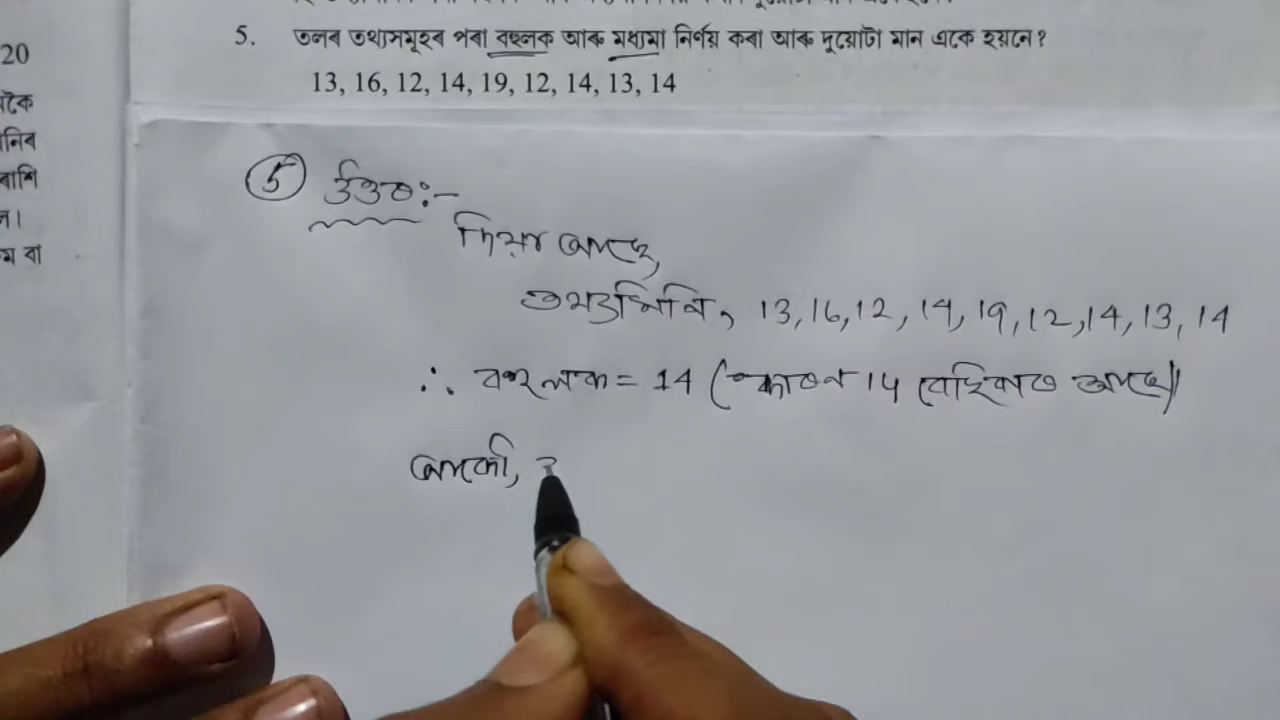 20
5. তলৰ তথ্যসমূহৰ পৰা বহুলক আৰু মধ্যমা নিৰ্ণয় কৰা আৰু দুয়োটা মান একে হয়নে?
13, 16, 12, 14, 19, 12, 14, 13, 14
5 উত্তৰ:-
দিয়া আছে,
13, 16, 12, 14, 19, 12, 14, 13, 14
∴ বহুলক = 14 (কাৰণ 14 বেছিবাৰ আছে)
আকৌ,
নিৰ
ৰাশি
ম বা